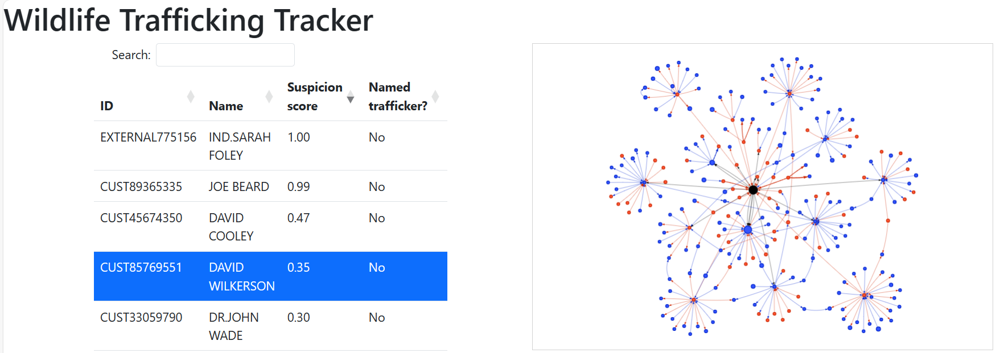 Wildlife Trafficking Tracker
Search:
ID Name Suspicion score Named trafficker?
EXTERNAL775156 IND.SARAH FOLEY 1.00 No
CUST89365335 JOE BEARD 0.99 No
CUST45674350 DAVID COOLEY 0.47 No
CUST85769551 DAVID WILKERSON 0.35 No
CUST33059790 DR.JOHN WADE 0.30 No